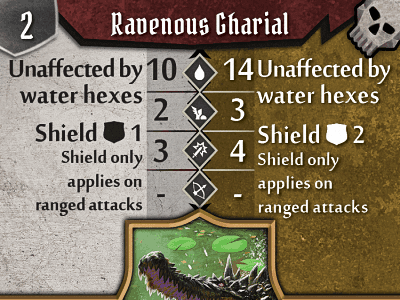 2
Ravenous Gharial
Unaffected by
water hexes
Shield 1
Shield only
applies on
ranged attacks
10
2
3
-
14
3
4
-
Unaffected by
water hexes
Shield 2
Shield only
applies on
ranged attacks